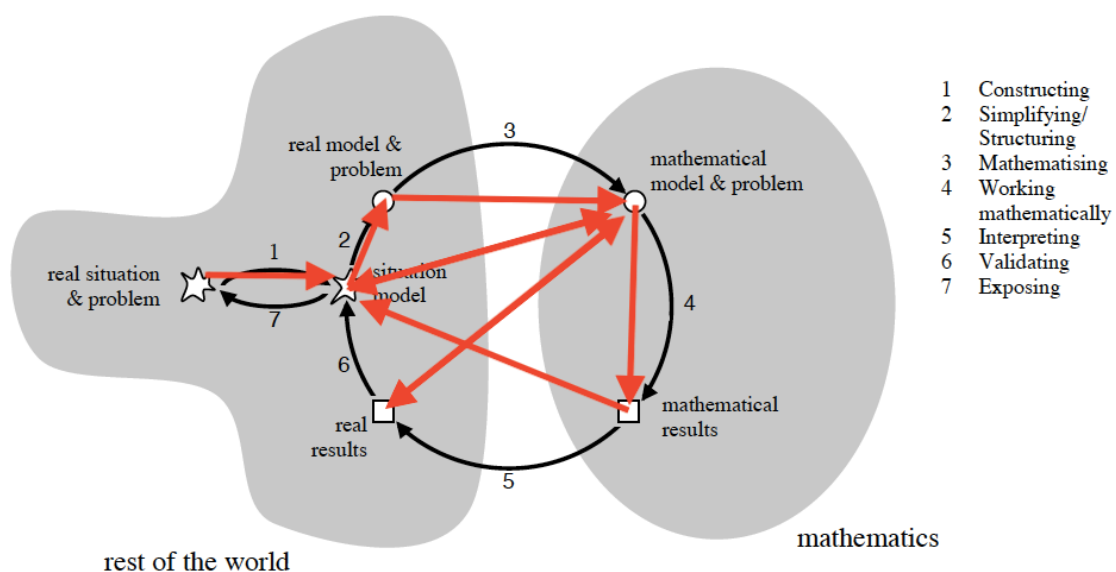 real model &
problem
3
mathematical
model & problem
1 Constructing
2 Simplifying/
Structuring
3 Mathematising
4 Working
mathematically
5 Interpreting
6 Validating
7 Exposing
real situation
& problem
1
2
situation
model
7
4
6
real
results
mathematical
results
5
rest of the world
mathematics